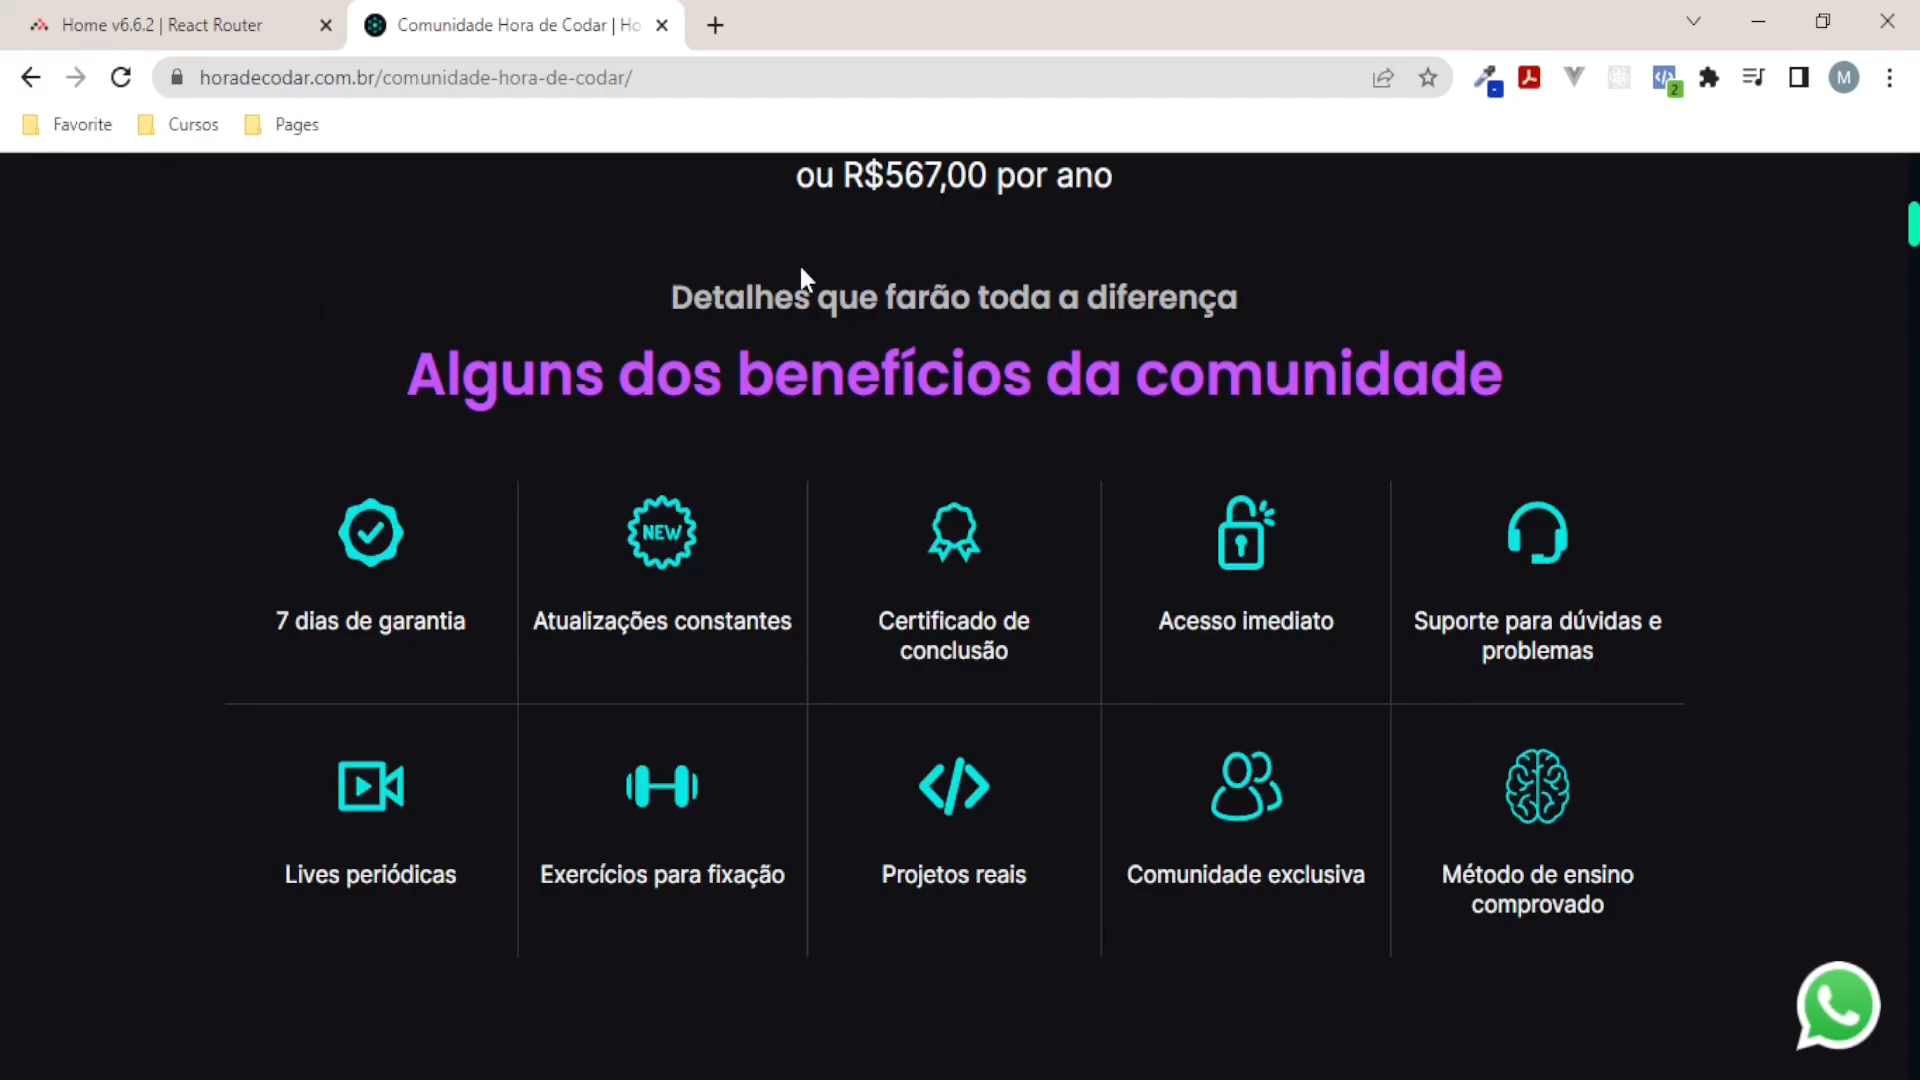 Home v6.6.2 | React Router
Comunidade Hora de Codar | Ho
horadecodar.com.br/comunidade-hora-de-codar/
2
M
Favorite
Cursos
Pages
ou R$567,00 por ano
Detalhes que farão toda a diferença
Alguns dos benefícios da comunidade
NEW
7 dias de garantia
Atualizações constantes
Certificado de
conclusão
Acesso imediato
Suporte para dúvidas e
problemas
Lives periódicas
Exercícios para fixação
Projetos reais
Comunidade exclusiva
Método de ensino
comprovado